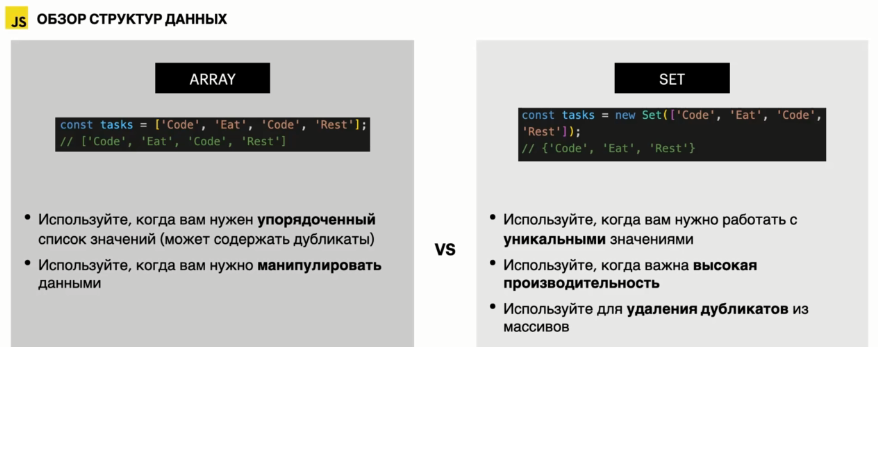 JS ОБЗОР СТРУКТУР ДАННЫХ
ARRAY
const tasks = ['Code', 'Eat', 'Code', 'Rest'];
// ['Code', 'Eat', 'Code', 'Rest']
• Используйте, когда вам нужен упорядоченный
список значений (может содержать дубликаты)
• Используйте, когда вам нужно манипулировать
данными
VS
SET
const tasks = new Set(['Code', 'Eat', 'Code',
'Rest']);
// {'Code', 'Eat', 'Rest'}
• Используйте, когда вам нужно работать с
уникальными значениями
• Используйте, когда важна высокая
производительность
• Используйте для удаления дубликатов из
массивов